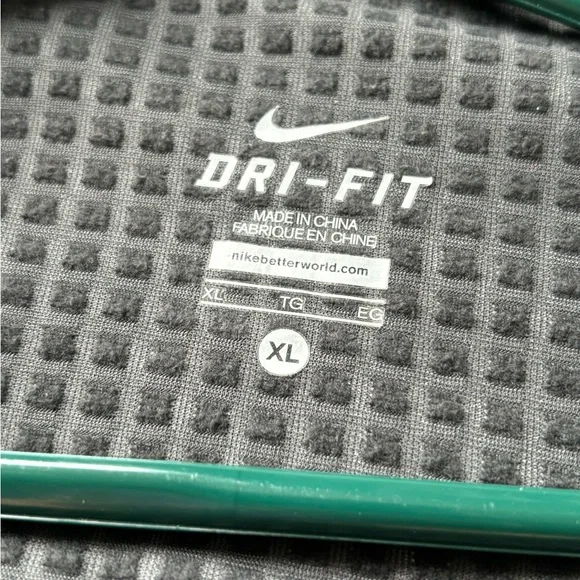 DRI-FIT
MADE IN CHINA
FABRIQUE EN CHINE
nikebetterworld.com
XL TG EG
XL